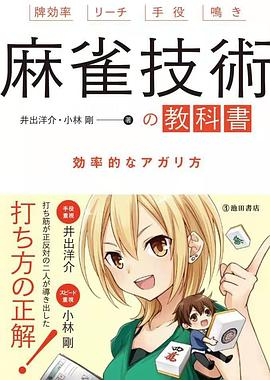 牌効率 リーチ 手役 鳴き
麻雀技術
の教科書
井出洋介・小林 剛 著
効率的なアガリ方
池田書店
手役重視 井出洋介
スピード重視 小林 剛
打ち筋が正反対の二人が導き出した
打ち方の正解!